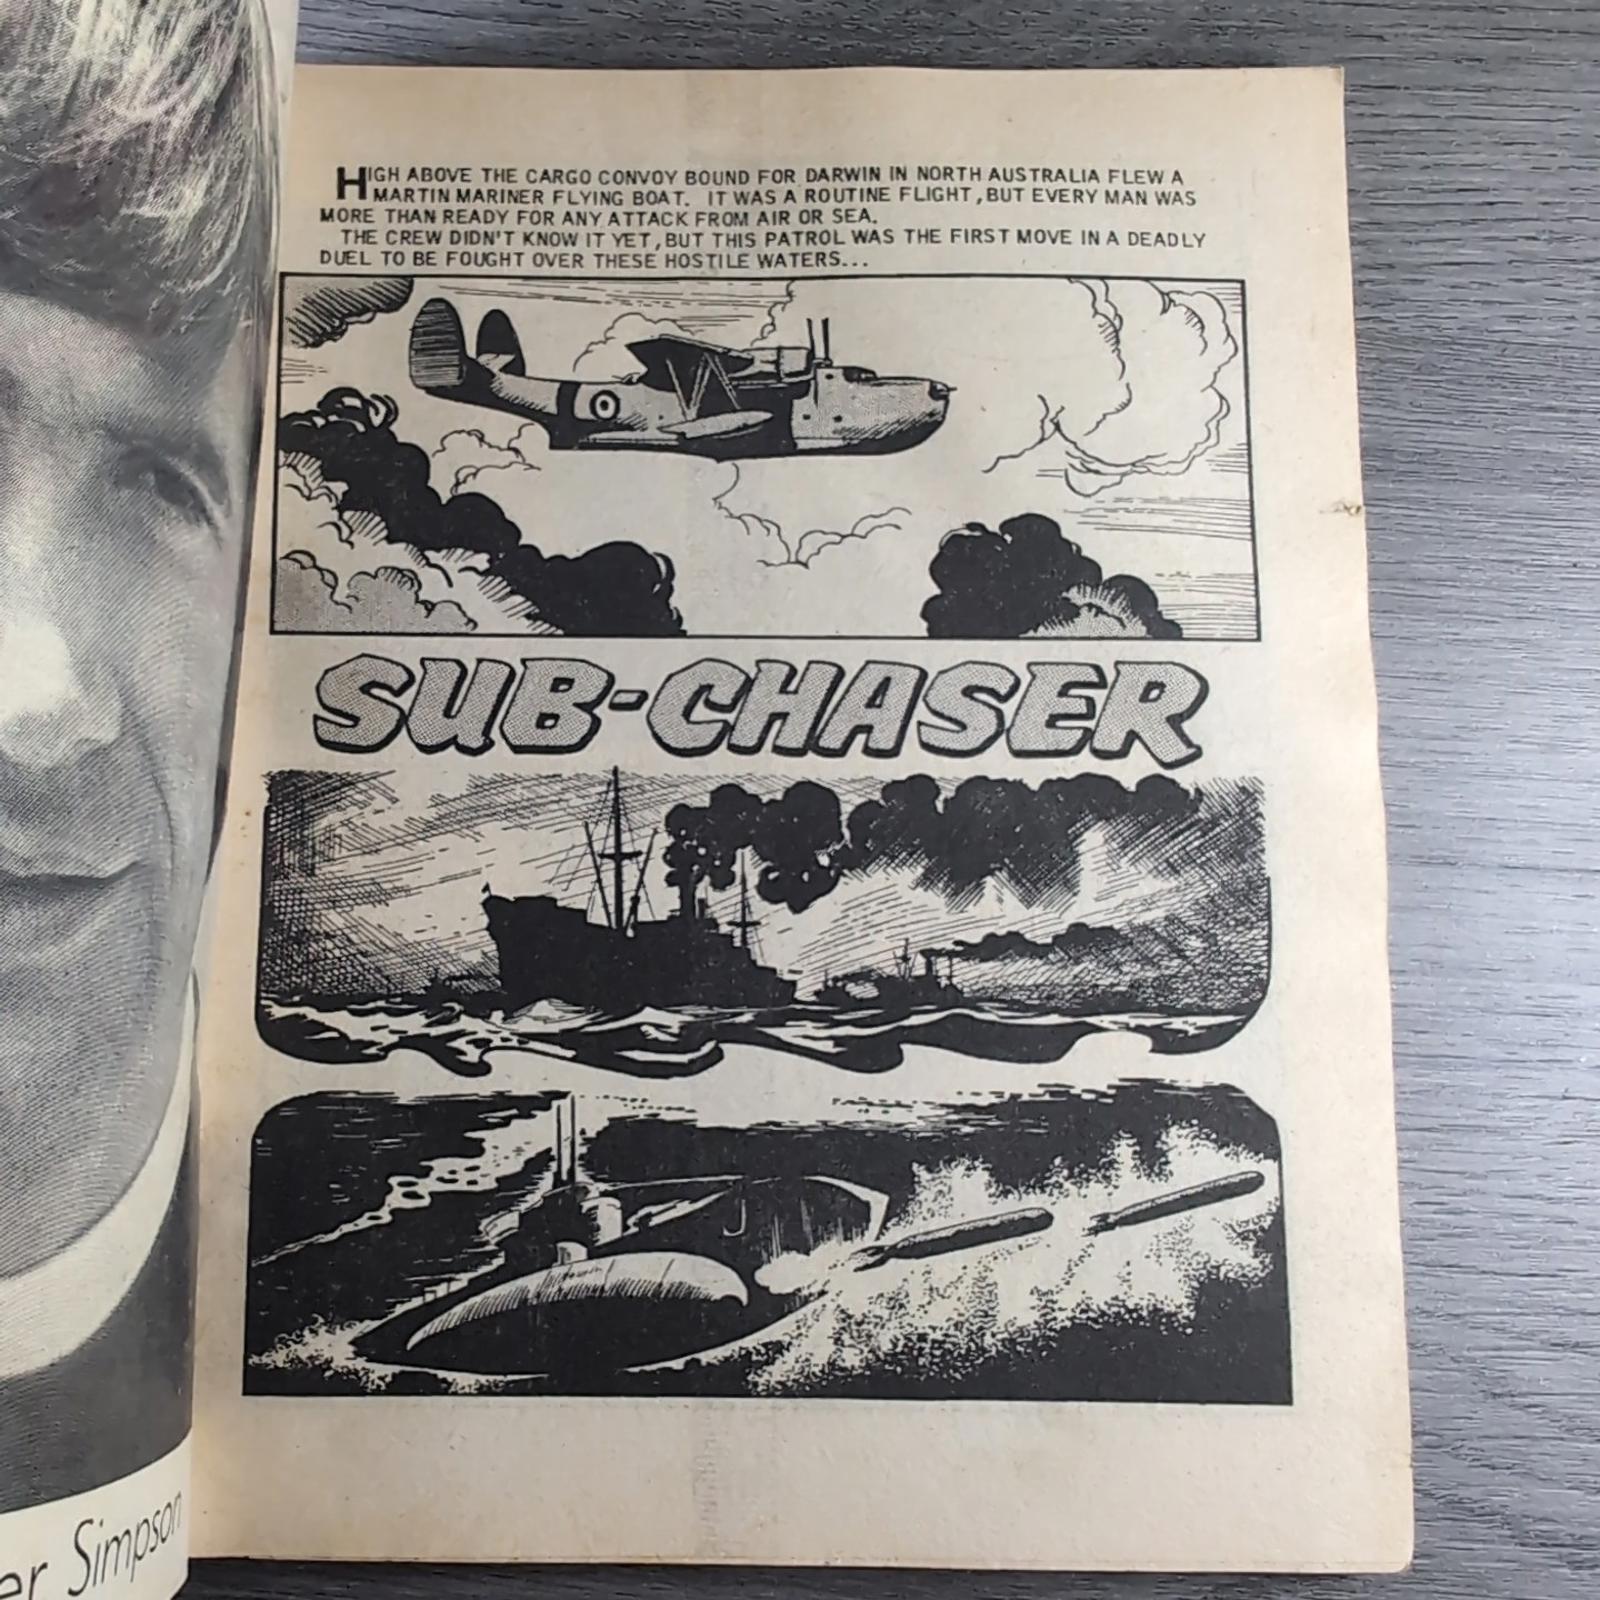 HIGH ABOVE THE CARGO CONVOY BOUND FOR DARWIN IN NORTH AUSTRALIA FLEW A
MARTIN MARINER FLYING BOAT. IT WAS A ROUTINE FLIGHT, BUT EVERY MAN WAS
MORE THAN READY FOR ANY ATTACK FROM AIR OR SEA.
THE CREW DIDN'T KNOW IT YET, BUT THIS PATROL WAS THE FIRST MOVE IN A DEADLY
DUEL TO BE FOUGHT OVER THESE HOSTILE WATERS...
SUB-CHASER
er Simpson